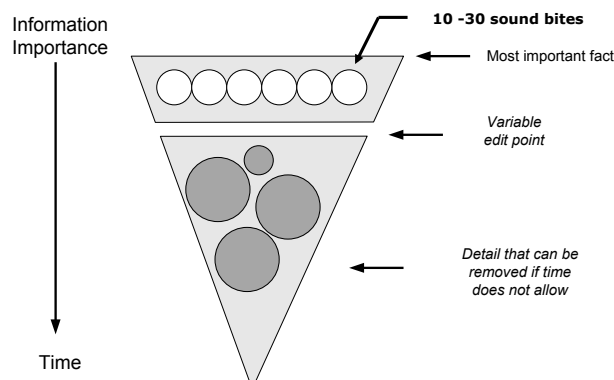 Information
Importance
10 -30 sound bites
Most important fact
Variable
edit point
Detail that can be
removed if time
does not allow
Time